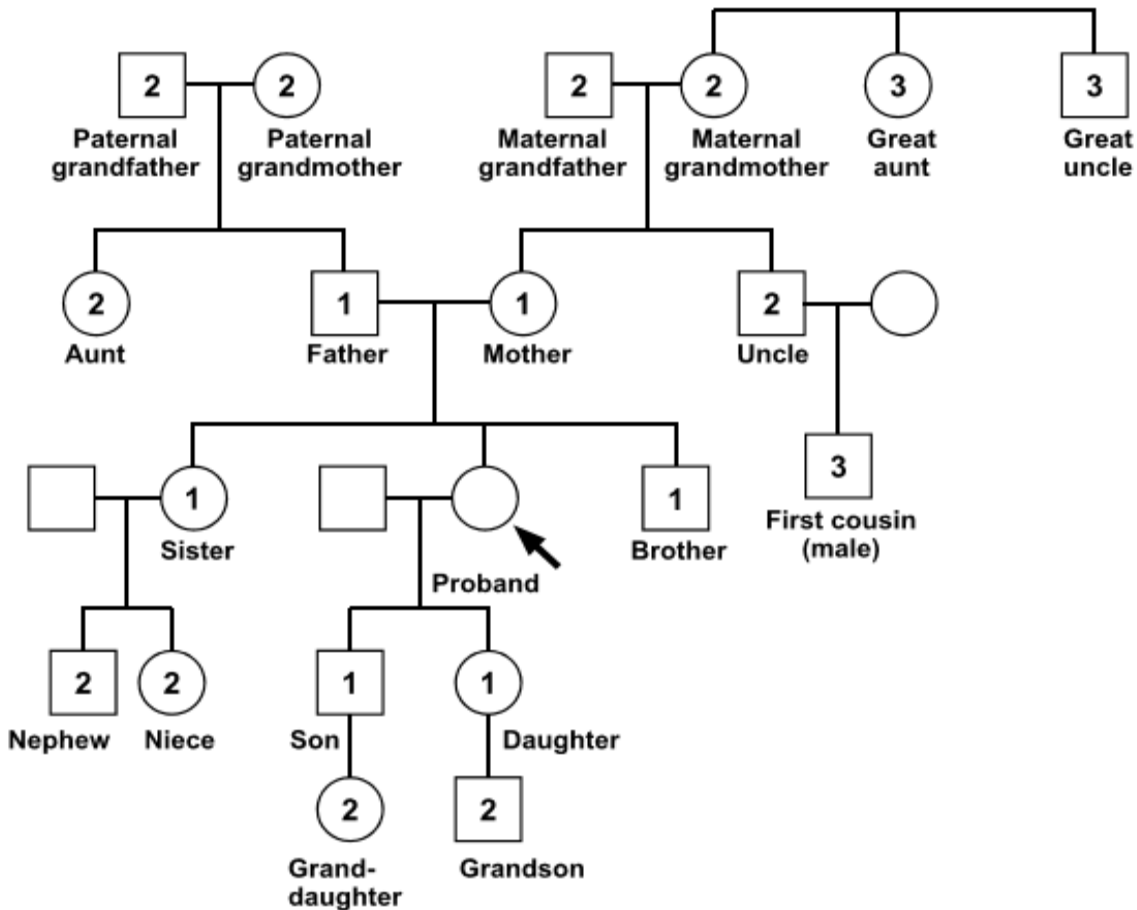 2 2 2 2 3 3
Paternal grandfather
Paternal grandmother
Maternal grandfather
Maternal grandmother
Great aunt
Great uncle
2 1 1 2
Aunt
Father
Mother
Uncle
3
First cousin
(male)
1 1
Sister
Brother
Proband
2 2 1 1
Nephew
Niece
Son
Daughter
2 2
Grand-
daughter
Grandson